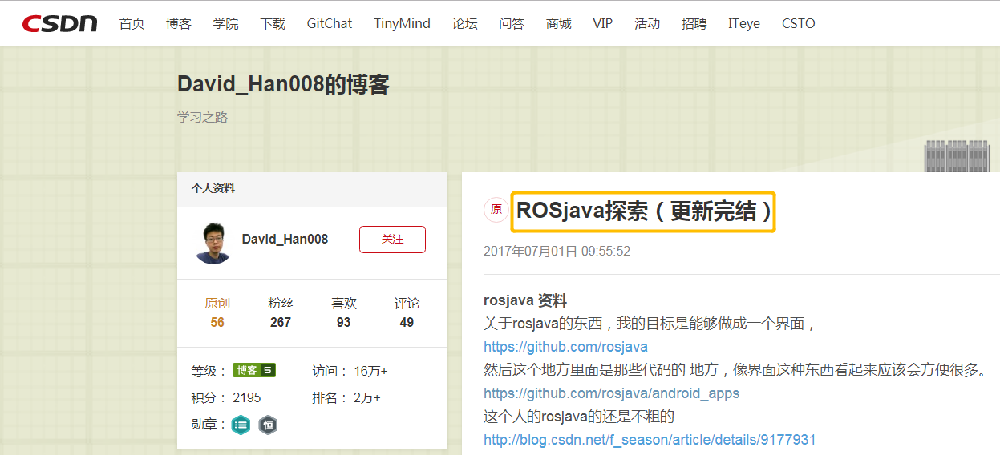 CSDN 首页 博客 学院 下载 GitChat TinyMind 论坛 问答 商城 VIP 活动 招聘 ITeye CSTO
David_Han008的博客
学习之路
个人资料
David_Han008 关注
原创 粉丝 喜欢 评论
56 267 93 49
等级： 博客 5 访问： 16万+
积分： 2195 排名： 2万+
勋章： 恒
原 ROSjava探索（更新完结）
2017年07月01日 09:55:52
rosjava 资料
关于rosjava的东西，我的目标是能够做成一个界面，
https://github.com/rosjava
然后这个地方里面是那些代码的 地方，像界面这种东西看起来应该会方便很多。
https://github.com/rosjava/android_apps
这个人的rosjava的还是不粗的
http://blog.csdn.net/f_season/article/details/9177931